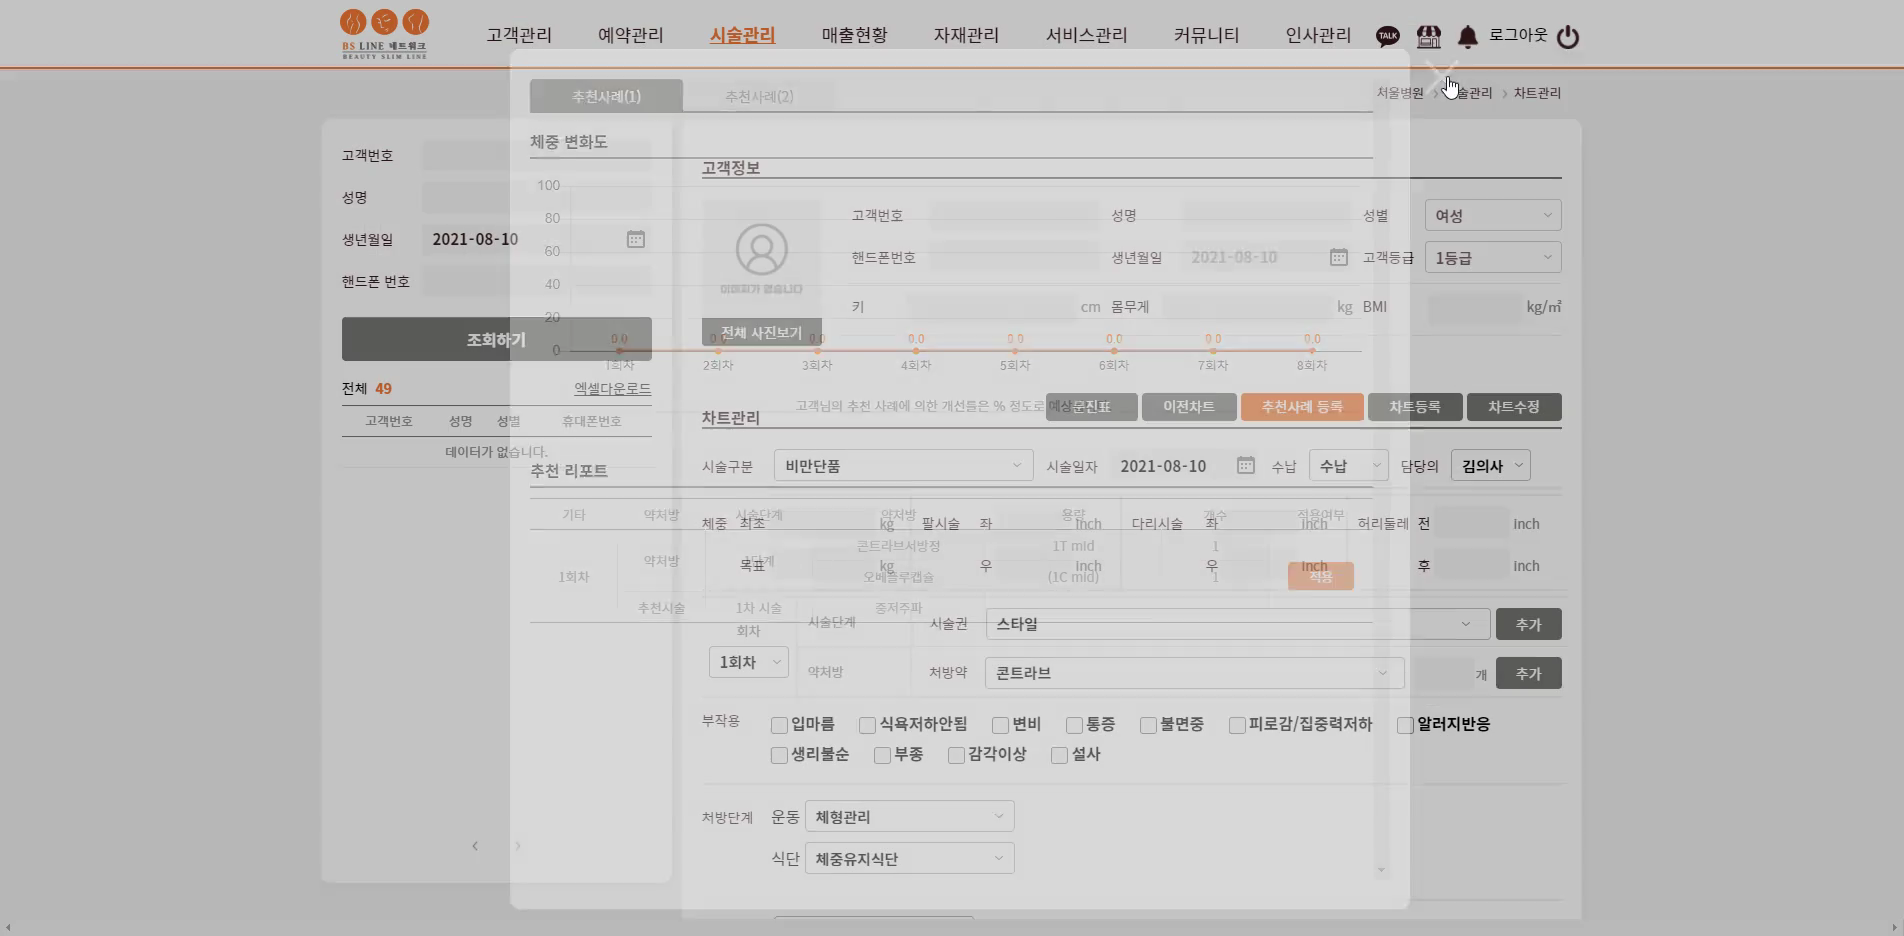 BS LINE 네트워크
BEAUTY SLIM LINE
고객관리 예약관리 시술관리 매출현황 자재관리 서비스관리 커뮤니티 인사관리 TALK 로그아웃
추천사례(1) 추천사례(2)
차트관리
고객번호
체중 변화도
고객정보
100
성명
고객번호 성명 성별 여성
80
생년월일 2021-08-10
60
핸드폰번호 생년월일 2021-08-10 고객등급 1등급
핸드폰 번호
40
이미지가 없습니다
키 cm 몸무게 kg BMI kg/㎡
20
전체 사진보기
조회하기
0.0 0.0 0.0 0.0 0.0 0.0 0.0 0.0
0
1회차 2회차 3회차 4회차 5회차 6회차 7회차 8회차
전체 49 엑셀다운로드
고객님의 추천 사례에 의한 개선률은 % 정도로 예상
문진표 이전차트 추천사례 등록 차트등록 차트수정
차트관리
고객번호 성명 성별 휴대폰번호
데이터가 없습니다.
추천 리포트
시술구분 비만단품 시술일자 2021-08-10 수납 수납 담당의 김의사
기타 약처방 시술단계 약처방 용량 개수 적용여부
체중 최초 kg 팔시술 좌 inch 다리시술 좌 inch 허리둘레 전 inch
콘트라브서방정 1T mid 1
약처방 1단계
목표 kg 우 inch 우 inch 후 inch
1회차 오베틀루캡슐 (1C mid) 1 적용
추천시술 1차 시술 중저주파
회차 시술단계 시술권 스타일 추가
1회차 약처방 처방약 콘트라브 개 추가
부작용 입마름 식욕저하안됨 변비 통증 불면중 피로감/집중력저하 알러지반응
생리불순 부종 감각이상 설사
처방단계 운동 체형관리
식단 체중유지식단